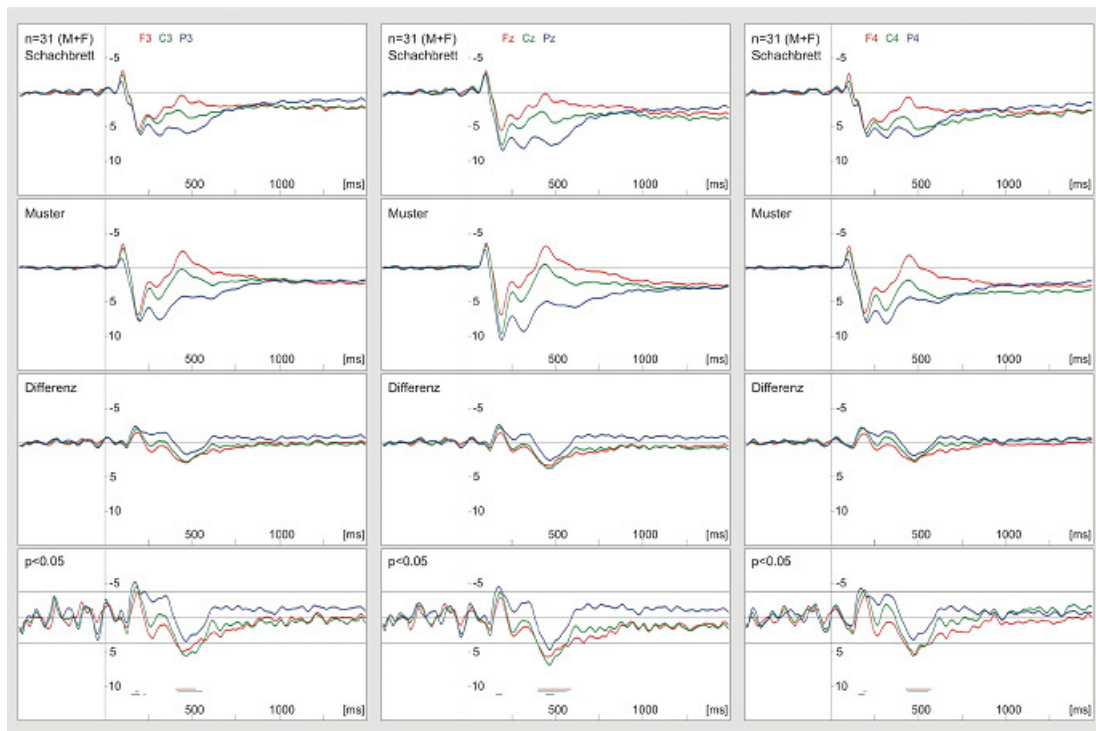 n=31 (M+F) F3 C3 P3
Schachbrett
-5
5
10
500 1000 [ms]
n=31 (M+F) Fz Cz Pz
Schachbrett
-5
5
10
500 1000 [ms]
n=31 (M+F) F4 C4 P4
Schachbrett
-5
5
10
500 1000 [ms]
Muster
-5
5
10
500 1000 [ms]
Muster
-5
5
10
500 1000 [ms]
Muster
-5
5
10
500 1000 [ms]
Differenz
-5
5
10
500 1000 [ms]
Differenz
-5
5
10
500 1000 [ms]
Differenz
-5
5
10
500 1000 [ms]
p<0.05
-5
5
10
500 1000 [ms]
p<0.05
-5
5
10
500 1000 [ms]
p<0.05
-5
5
10
500 1000 [ms]